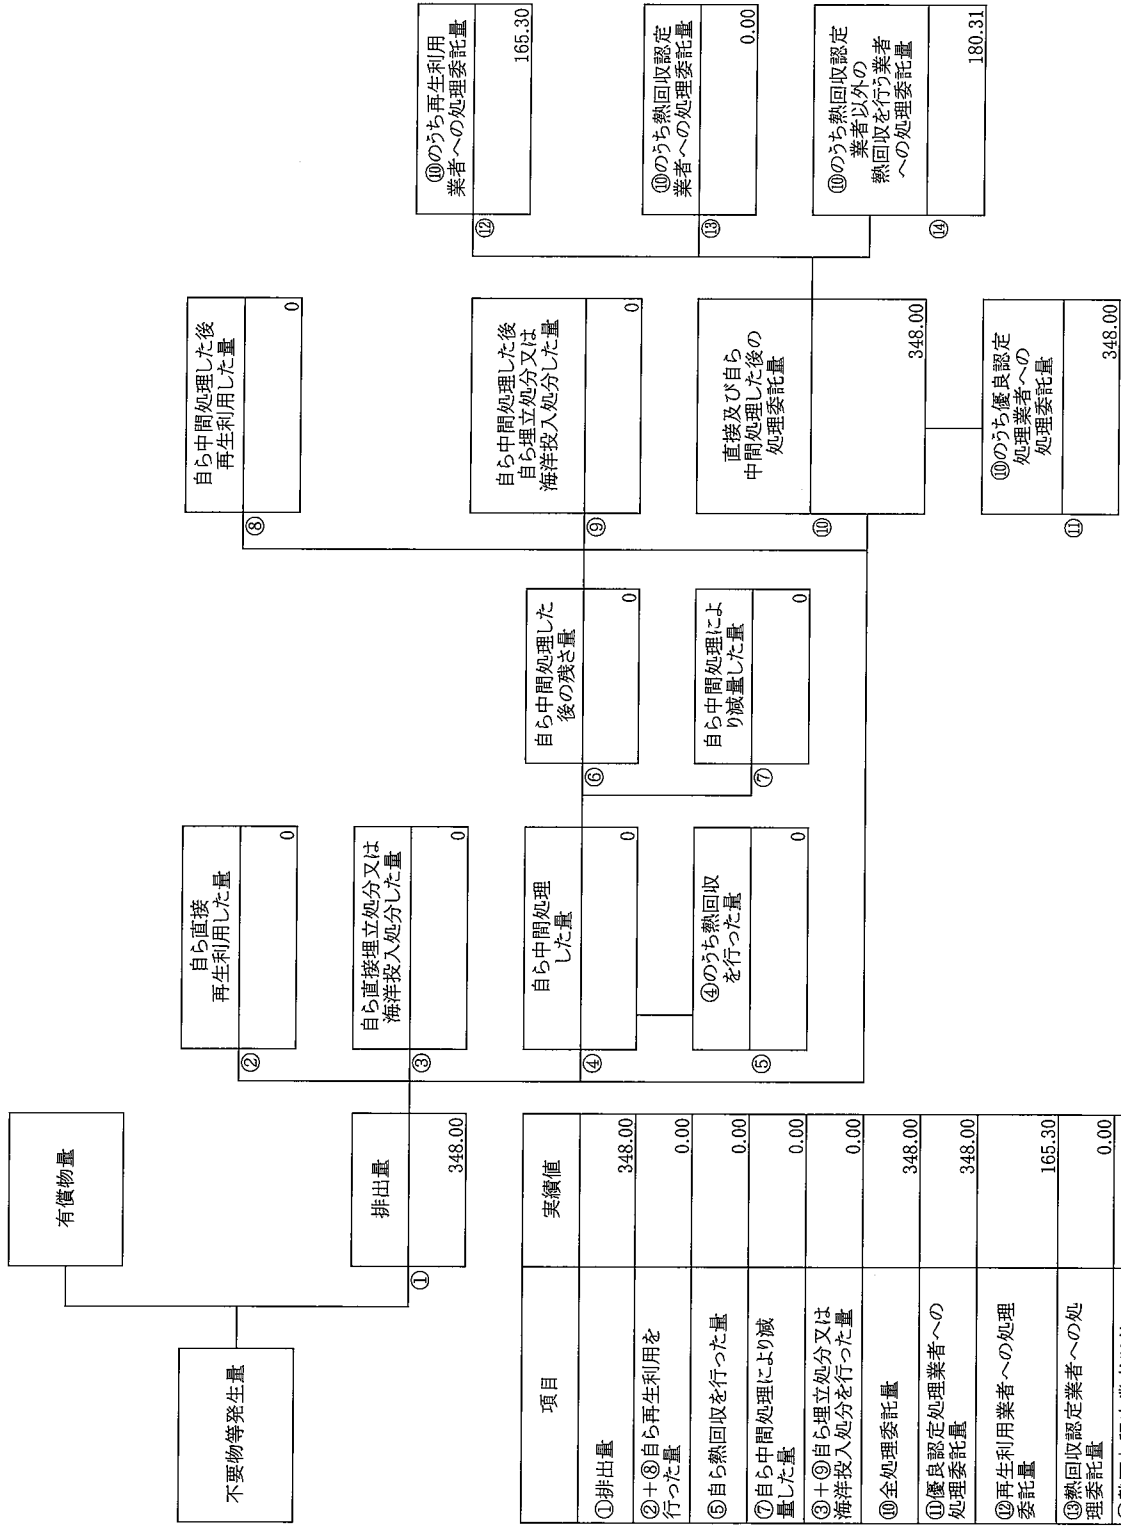 有償物量
不要物等発生量
①
排出量
348.00
②
自ら直接
再生利用した量
0
③
自ら直接埋立処分又は
海洋投入処分した量
0
④
自ら中間処理
した量
0
⑤
④のうち熱回収
を行った量
0
⑥
自ら中間処理した
後の残さ量
0
⑦
自ら中間処理によ
り減量した量
0
⑧
自ら中間処理した後
再生利用した量
0
⑨
自ら中間処理した後
自ら埋立処分又は
海洋投入処分した量
0
⑩
直接及び自ら
中間処理した後の
処理委託量
348.00
⑪
⑩のうち優良認定
処理業者への
処理委託量
348.00
⑫
⑩のうち再生利用
業者への処理委託量
165.30
⑬
⑩のうち熱回収認定
業者への処理委託量
0.00
⑭
⑩のうち熱回収認定
業者以外の
熱回収を行う業者
への処理委託量
180.31
項目 実績値
①排出量 348.00
②+⑧自ら再生利用を
行った量 0.00
⑤自ら熱回収を行った量 0.00
⑦自ら中間処理により減
量した量 0.00
③+⑨自ら埋立処分又は
海洋投入処分を行った量 0.00
⑩全処理委託量 348.00
⑪優良認定処理業者への
処理委託量 348.00
⑫再生利用業者への処理
委託量 165.30
⑬熱回収認定業者への処
理委託量 0.00